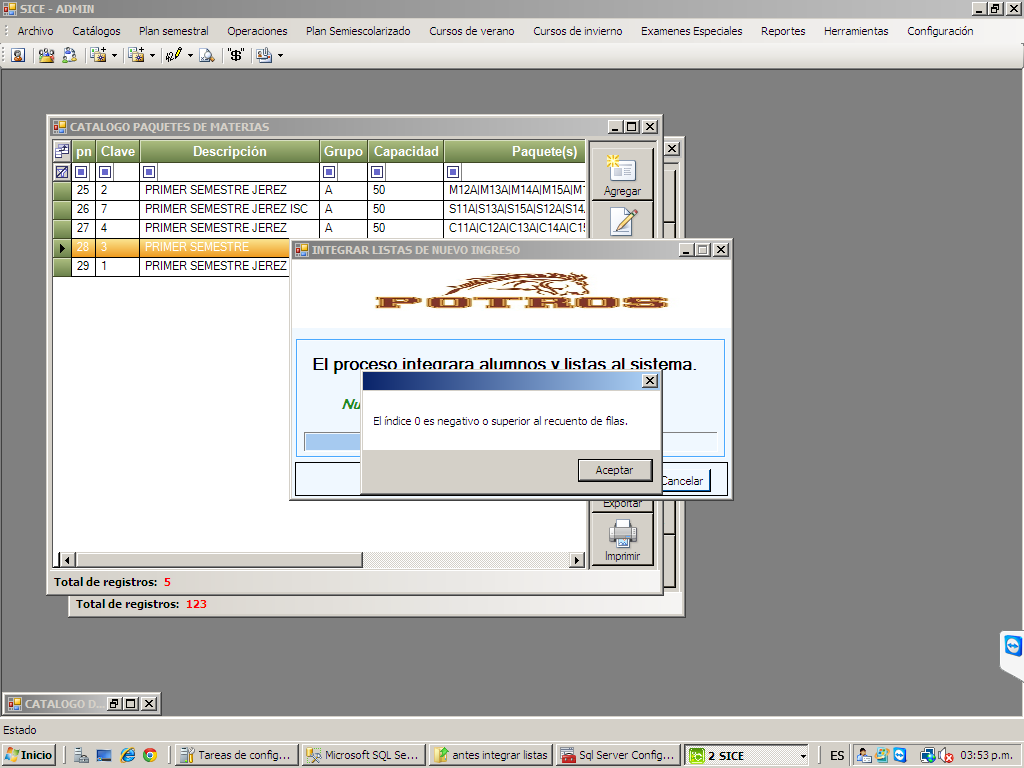 SICE - ADMIN
Archivo Catálogos Plan semestral Operaciones Plan Semiescolarizado Cursos de verano Cursos de invierno Examenes Especiales Reportes Herramientas Configuración
"$"
CATALOGO PAQUETES DE MATERIAS
pn Clave Descripción Grupo Capacidad Paquete(s)
25 2 PRIMER SEMESTRE JEREZ A 50 M12A|M13A|M14A|M15A|M1
26 7 PRIMER SEMESTRE JEREZ ISC A 50 S11A|S13A|S15A|S12A|S14
27 4 PRIMER SEMESTRE JEREZ A 50 C11A|C12A|C13A|C14A|C15
28 3 PRIMER SEMESTRE
29 1 PRIMER SEMESTRE JEREZ
Agregar
INTEGRAR LISTAS DE NUEVO INGRESO
POTROS
El proceso integrara alumnos y listas al sistema.
Nu
El índice 0 es negativo o superior al recuento de filas.
Aceptar
Cancelar
Exportar
Imprimir
Total de registros: 5
Total de registros: 123
CATALOGO D...
Estado
Inicio Tareas de config... Microsoft SQL Se... antes integrar listas Sql Server Config... 2 SICE ES 03:53 p.m.